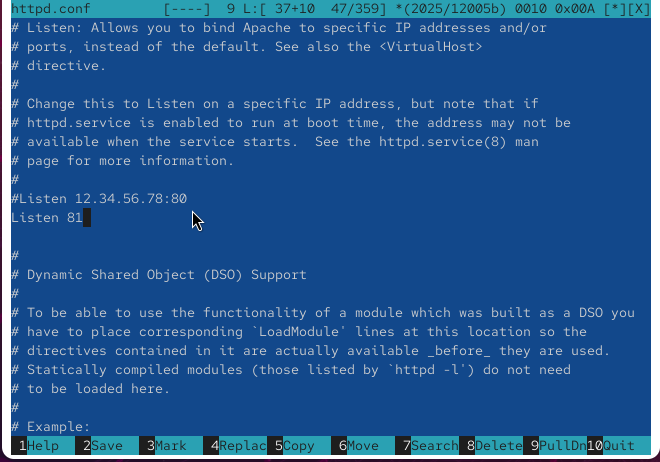 httpd.conf [----] 9 L:[ 37+10 47/359] *(2025/12005b) 0010 0x00A [*][X]
# Listen: Allows you to bind Apache to specific IP addresses and/or
# ports, instead of the default. See also the <VirtualHost>
# directive.
#
# Change this to Listen on a specific IP address, but note that if
# httpd.service is enabled to run at boot time, the address may not be
# available when the service starts.  See the httpd.service(8) man
# page for more information.
#
#Listen 12.34.56.78:80
Listen 81
#
# Dynamic Shared Object (DSO) Support
#
# To be able to use the functionality of a module which was built as a DSO you
# have to place corresponding `LoadModule' lines at this location so the
# directives contained in it are actually available _before_ they are used.
# Statically compiled modules (those listed by `httpd -l') do not need
# to be loaded here.
#
# Example:
1Help 2Save 3Mark 4Replac 5Copy 6Move 7Search 8Delete 9PullDn 10Quit